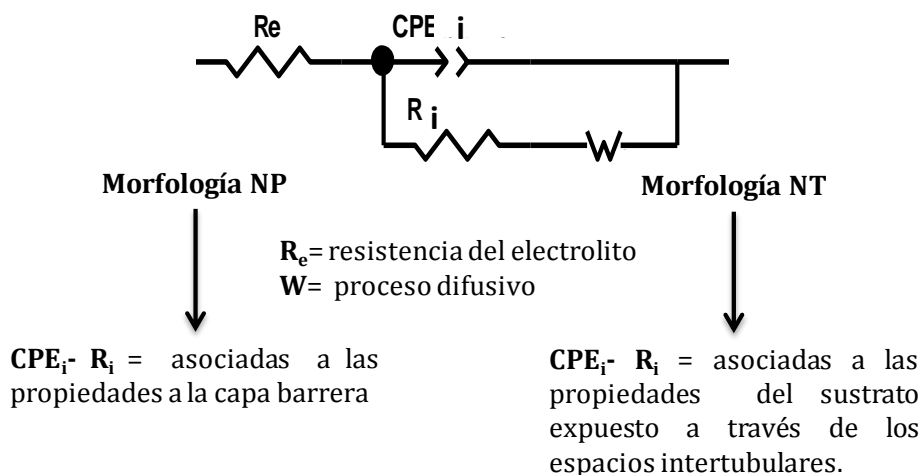 Re
CPE i
R i
W
Morfología NP
Morfología NT
Re= resistencia del electrolito
W= proceso difusivo
CPEi- Ri = asociadas a las
propiedades a la capa barrera
CPEi- Ri = asociadas a las
propiedades del sustrato
expuesto a través de los
espacios intertubulares.